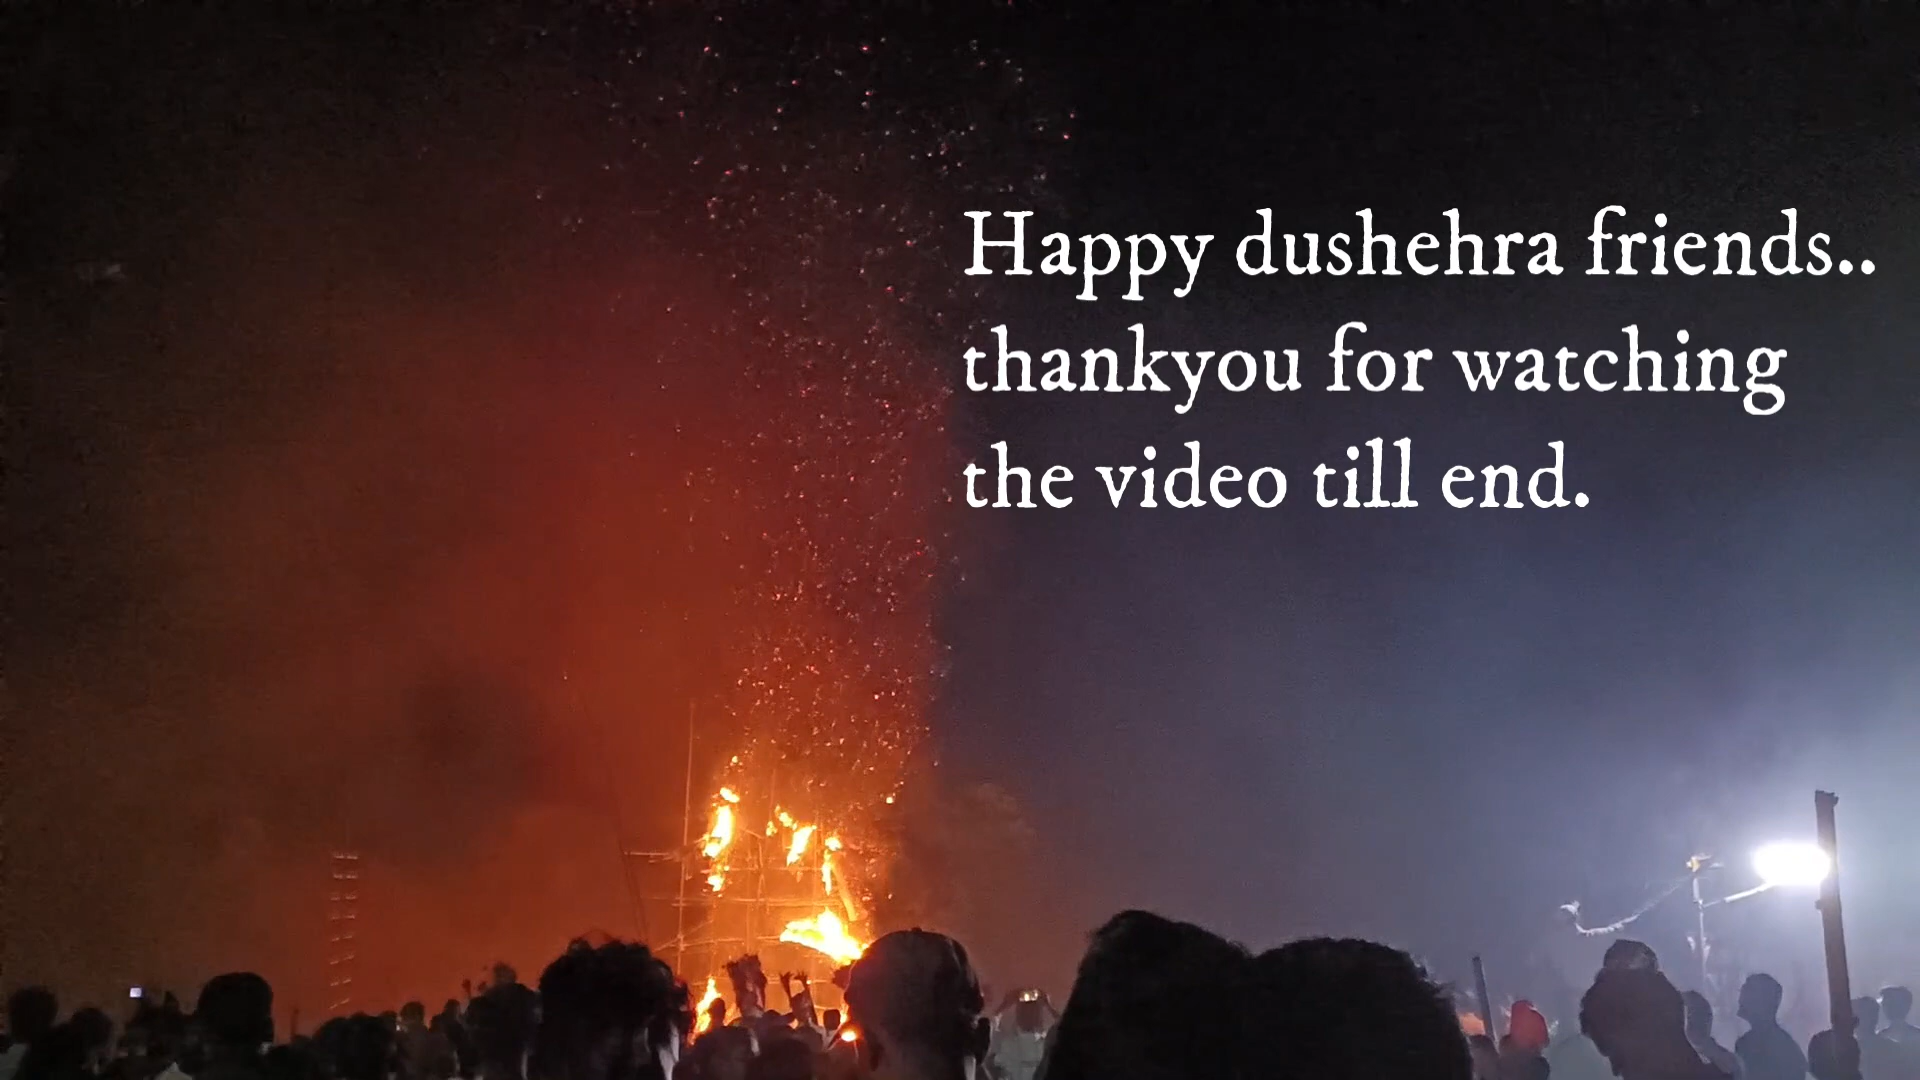 Happy dushehra friends..
thankyou for watching
the video till end.